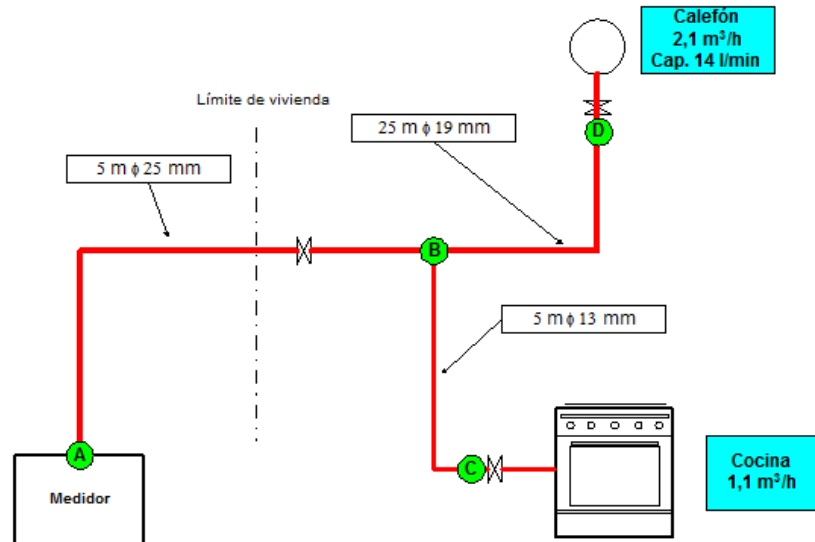 Calefón
2,1 m³/h
Cap. 14 l/min
Límite de vivienda
25 m ϕ 19 mm
D
5 m ϕ 25 mm
B
5 m ϕ 13 mm
A
C
Medidor
Cocina
1,1 m³/h